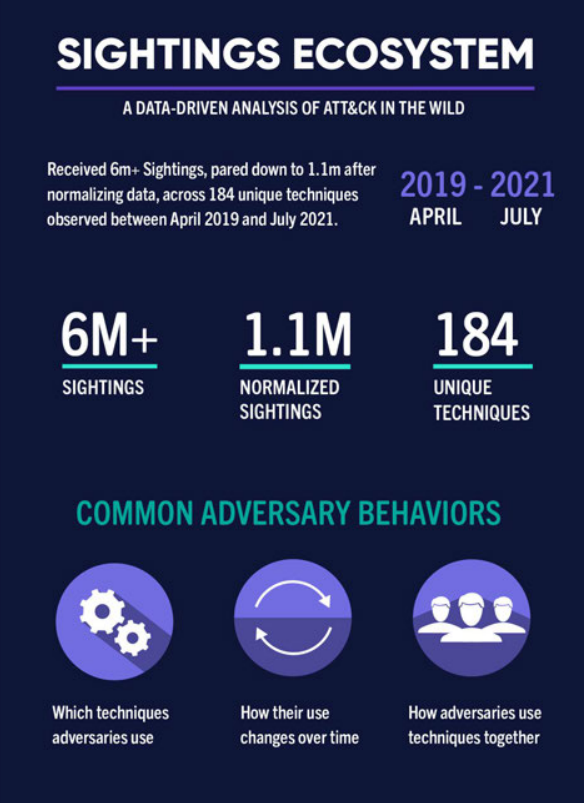 SIGHTINGS ECOSYSTEM
A DATA-DRIVEN ANALYSIS OF ATT&CK IN THE WILD
Received 6m+ Sightings, pared down to 1.1m after
normalizing data, across 184 unique techniques
observed between April 2019 and July 2021.
2019 - 2021
APRIL JULY
6M+
SIGHTINGS
1.1M
NORMALIZED
SIGHTINGS
184
UNIQUE
TECHNIQUES
COMMON ADVERSARY BEHAVIORS
Which techniques
adversaries use
How their use
changes over time
How adversaries use
techniques together